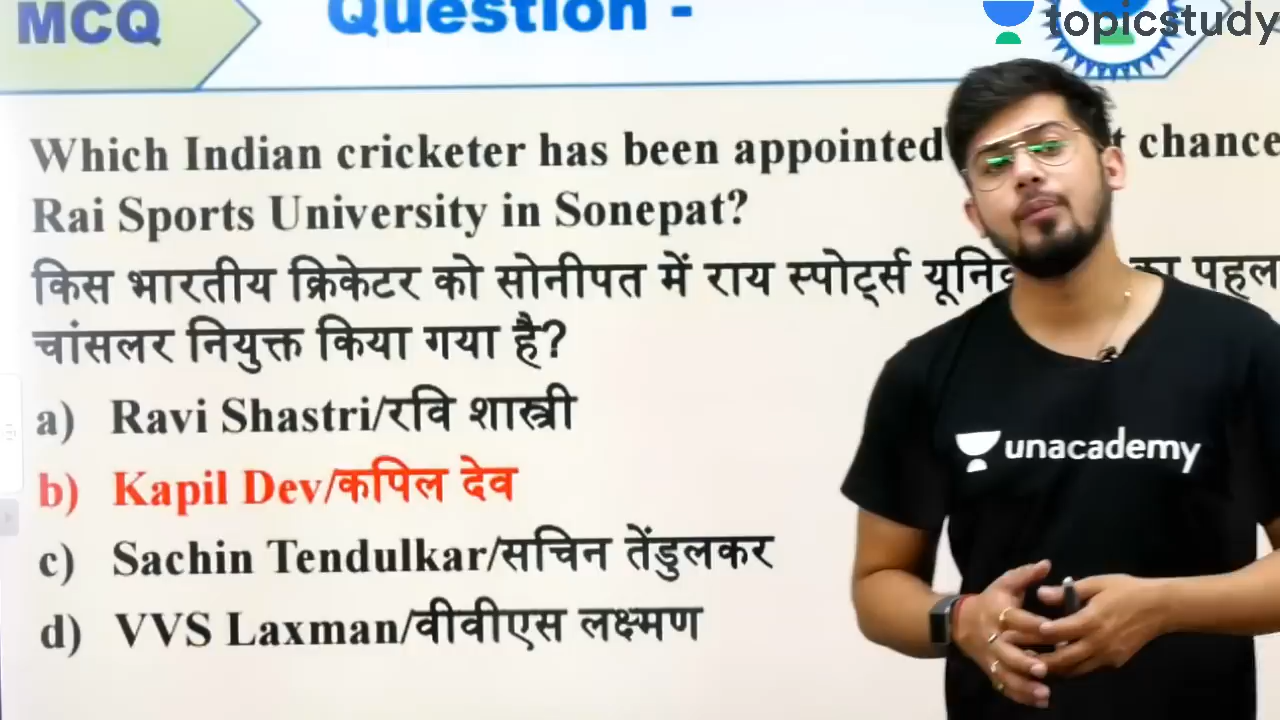 MCQ
Question -
topicstudy
Which Indian cricketer has been appointed chance
Rai Sports University in Sonepat?
किस भारतीय क्रिकेटर को सोनीपत में राय स्पोर्ट्स
चांसलर नियुक्त किया गया है?
a) Ravi Shastri/रवि शास्त्री
b) Kapil Dev/कपिल देव
c) Sachin Tendulkar/सचिन तेंडुलकर
d) VVS Laxman/वीवीएस लक्ष्मण
unacademy